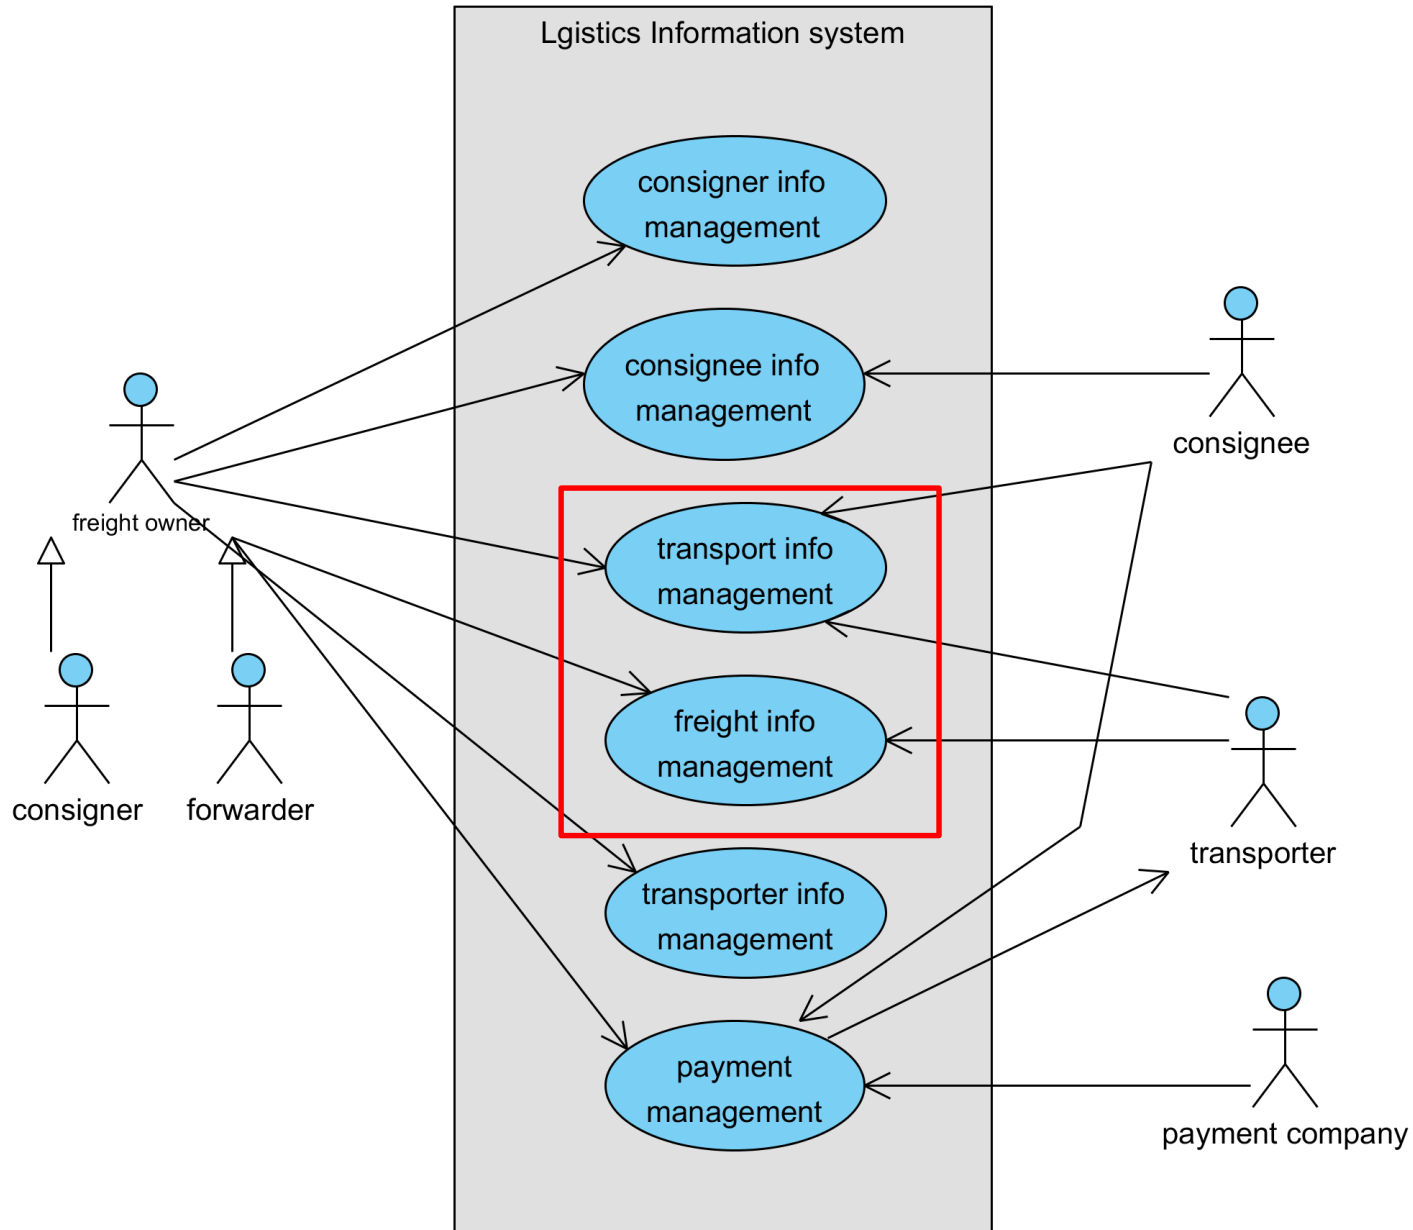 Lgistics Information system
consigner info
management
consignee info
management
consignee
transport info
management
freight owner
freight info
management
consigner
forwarder
transporter
transporter info
management
payment
management
payment company